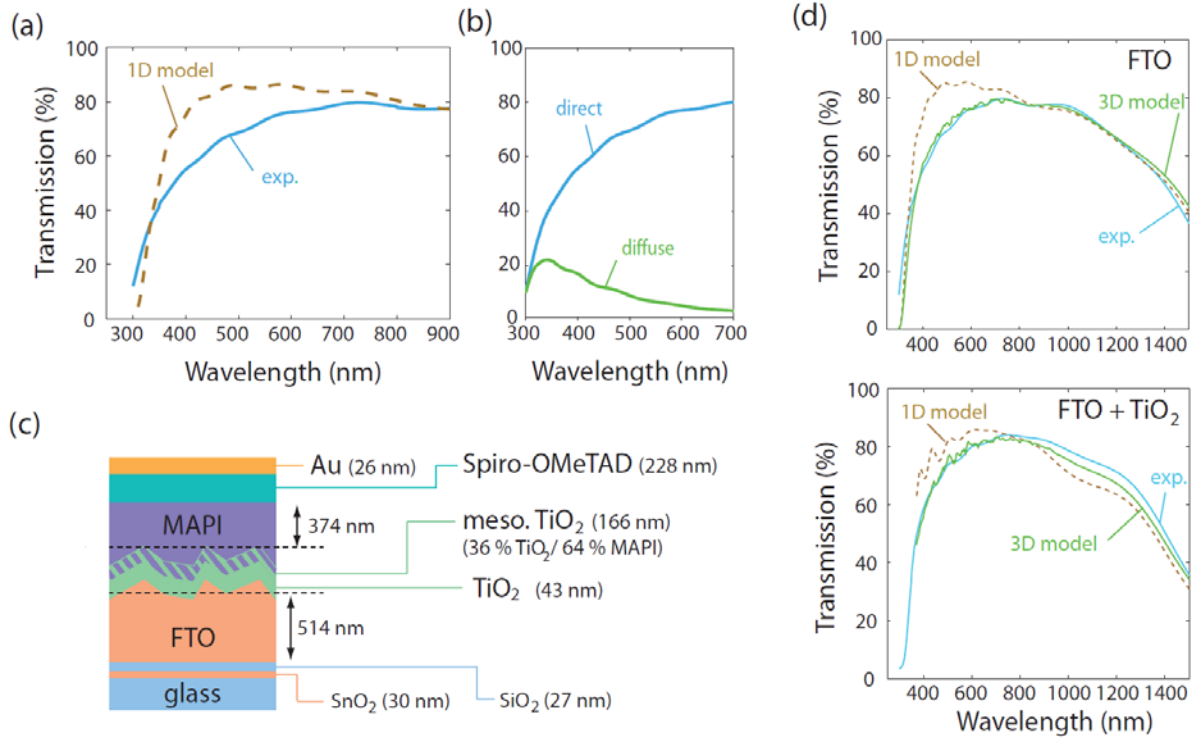 (a)
100
80
60
40
20
0
Transmission (%)
1D model
exp.
300 400 500 600 700 800 900
Wavelength (nm)
(b)
100
80
60
40
20
0
direct
diffuse
300 400 500 600 700
Wavelength (nm)
(c)
Au (26 nm)
Spiro-OMeTAD (228 nm)
MAPI
374 nm
meso. TiO₂ (166 nm)
(36 % TiO₂/ 64 % MAPI)
TiO₂ (43 nm)
FTO
514 nm
glass
SnO₂ (30 nm)
SiO₂ (27 nm)
(d)
100
80
60
40
20
0
Transmission (%)
FTO
1D model
3D model
exp.
400 600 800 1000 1200 1400
100
80
60
40
20
0
Transmission (%)
FTO + TiO₂
1D model
exp.
3D model
400 600 800 1000 1200 1400
Wavelength (nm)